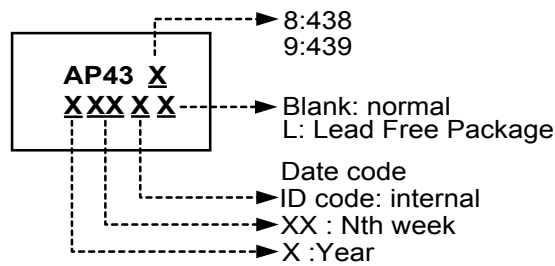 8:438
9:439
AP43 X
X XX X X
Blank: normal
L: Lead Free Package
Date code
ID code: internal
XX : Nth week
X :Year